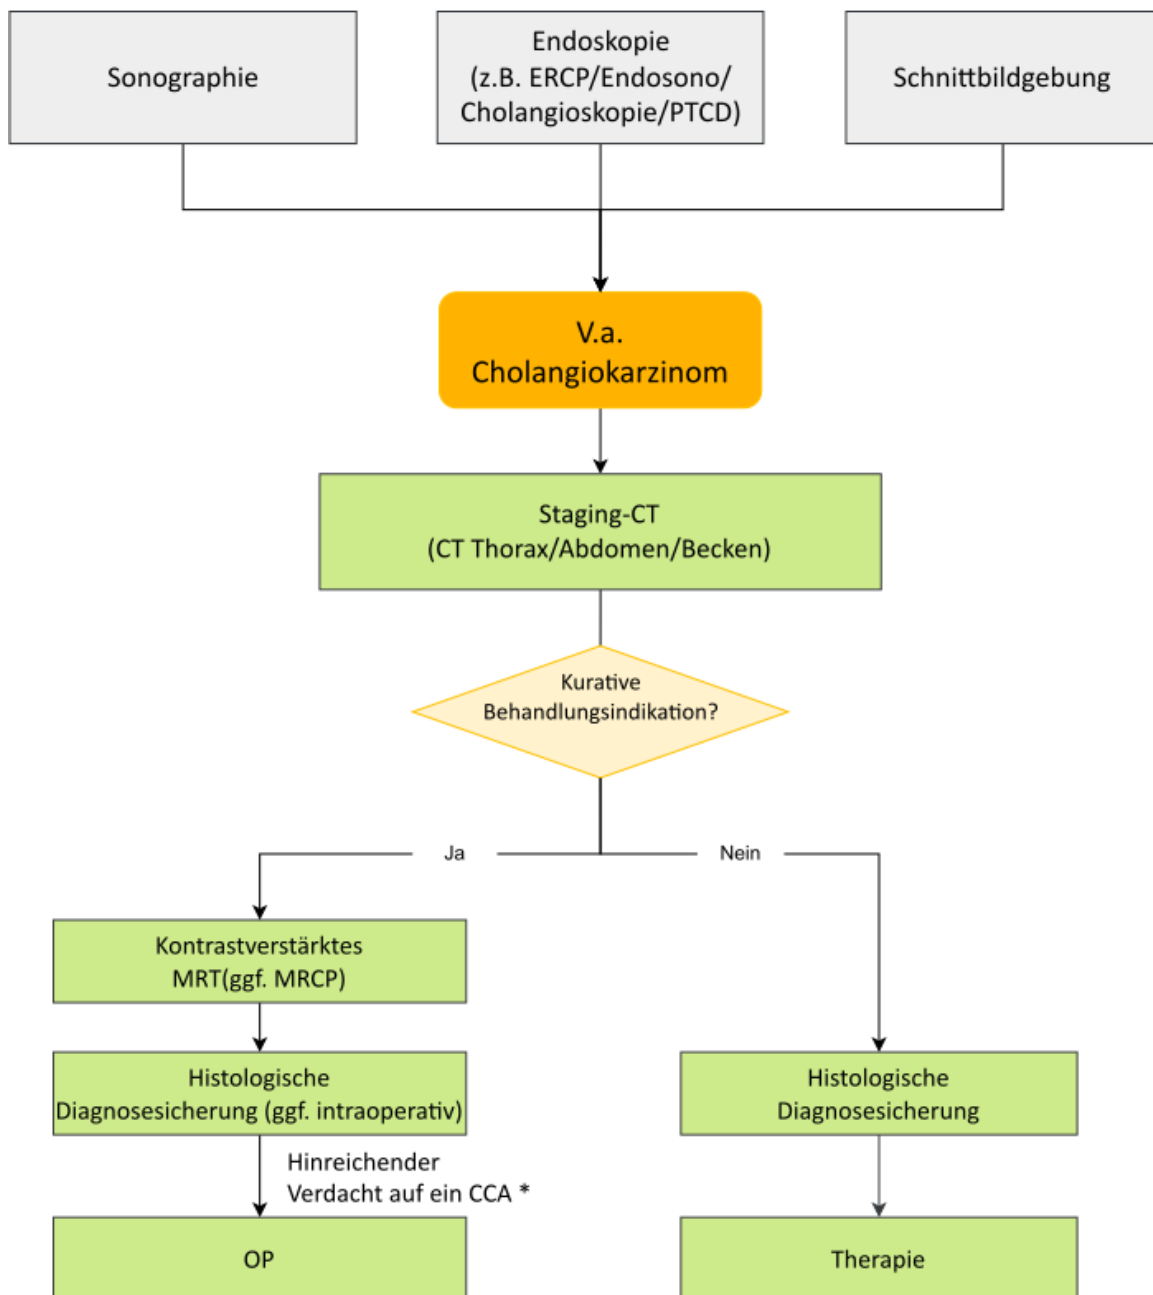 Sonographie
Endoskopie
(z.B. ERCP/Endosono/
Cholangioskopie/PTCD)
Schnittbildgebung
V.a.
Cholangiokarzinom
Staging-CT
(CT Thorax/Abdomen/Becken)
Kurative
Behandlungsindikation?
Ja
Nein
Kontrastverstärktes
MRT(ggf. MRCP)
Histologische
Diagnosesicherung (ggf. intraoperativ)
Histologische
Diagnosesicherung
Hinreichender
Verdacht auf ein CCA *
OP
Therapie